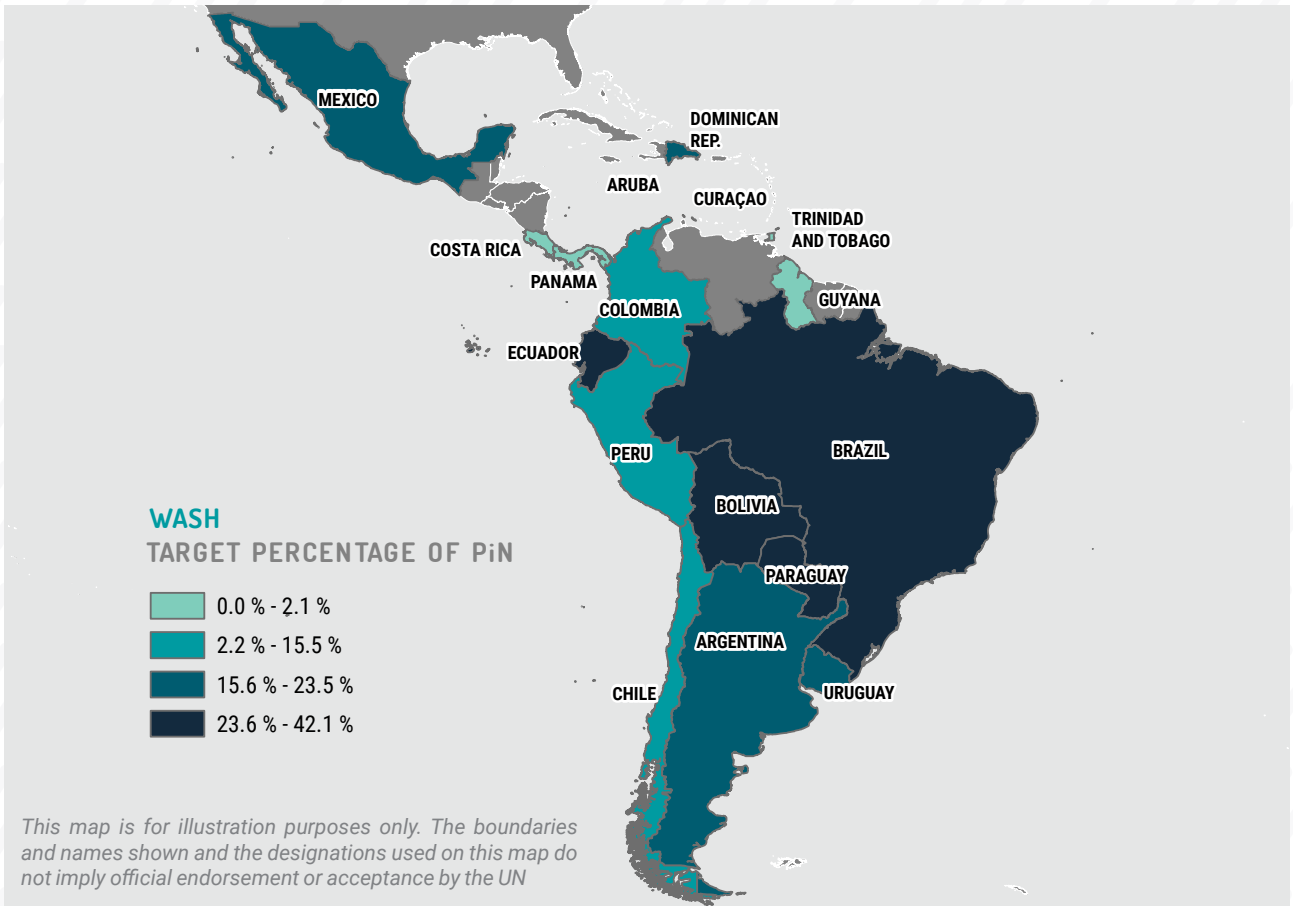 MEXICO
DOMINICAN
REP.
ARUBA
CURAÇAO
TRINIDAD
AND TOBAGO
COSTA RICA
PANAMA
GUYANA
COLOMBIA
ECUADOR
PERU
BRAZIL
BOLIVIA
PARAGUAY
ARGENTINA
CHILE
URUGUAY
WASH
TARGET PERCENTAGE OF PiN
0.0 % - 2.1 %
2.2 % - 15.5 %
15.6 % - 23.5 %
23.6 % - 42.1 %
This map is for illustration purposes only. The boundaries
and names shown and the designations used on this map do
not imply official endorsement or acceptance by the UN